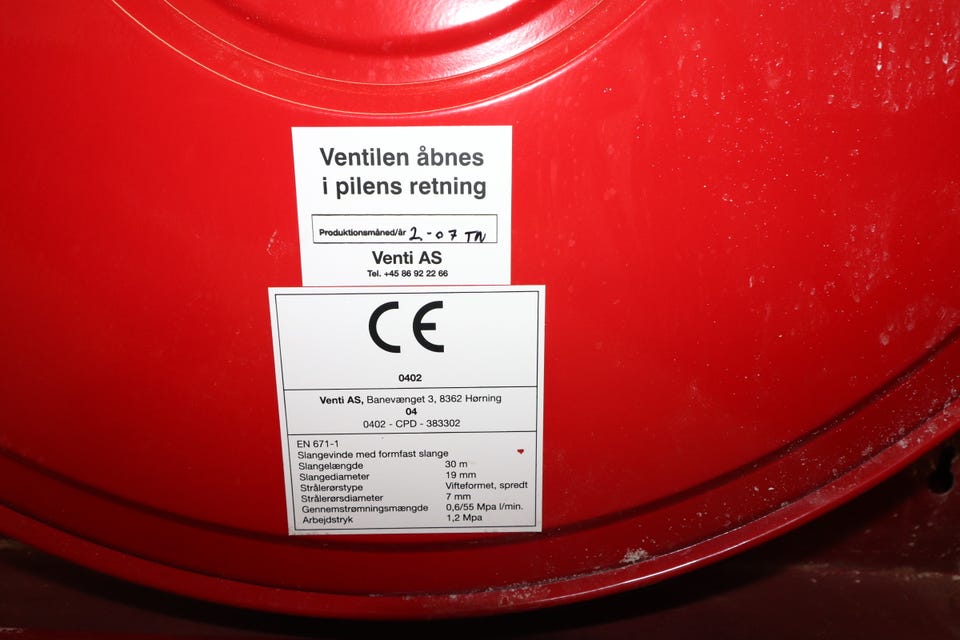 Ventilen åbnes
i pilens retning
Produktionsmåned/år 2-07 TN
Venti AS
Tel. +45 86 92 22 66
CE
0402
Venti AS, Banevænget 3, 8362 Hørning
04
0402 - CPD - 383302
EN 671-1
Slangevinde med formfast slange
Slangelængde 30 m
Slangediameter 19 mm
Strålerørstype Vifteformet, spredt
Strålerørsdiameter 7 mm
Gennemstrømningsmængde 0,6/55 Mpa l/min.
Arbejdstryk 1,2 Mpa